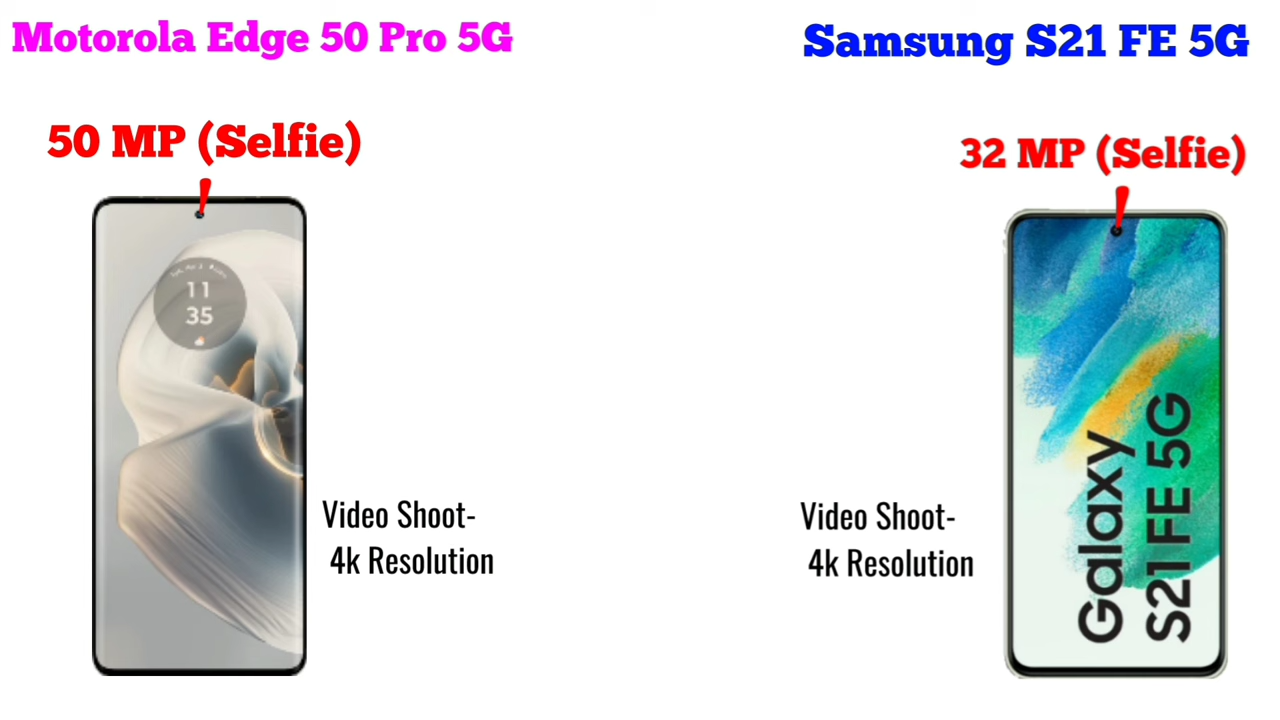 Motorola Edge 50 Pro 5G
Samsung S21 FE 5G
50 MP (Selfie)
32 MP (Selfie)
11
35
Video Shoot-
4k Resolution
Video Shoot-
4k Resolution
Galaxy
S21 FE 5G